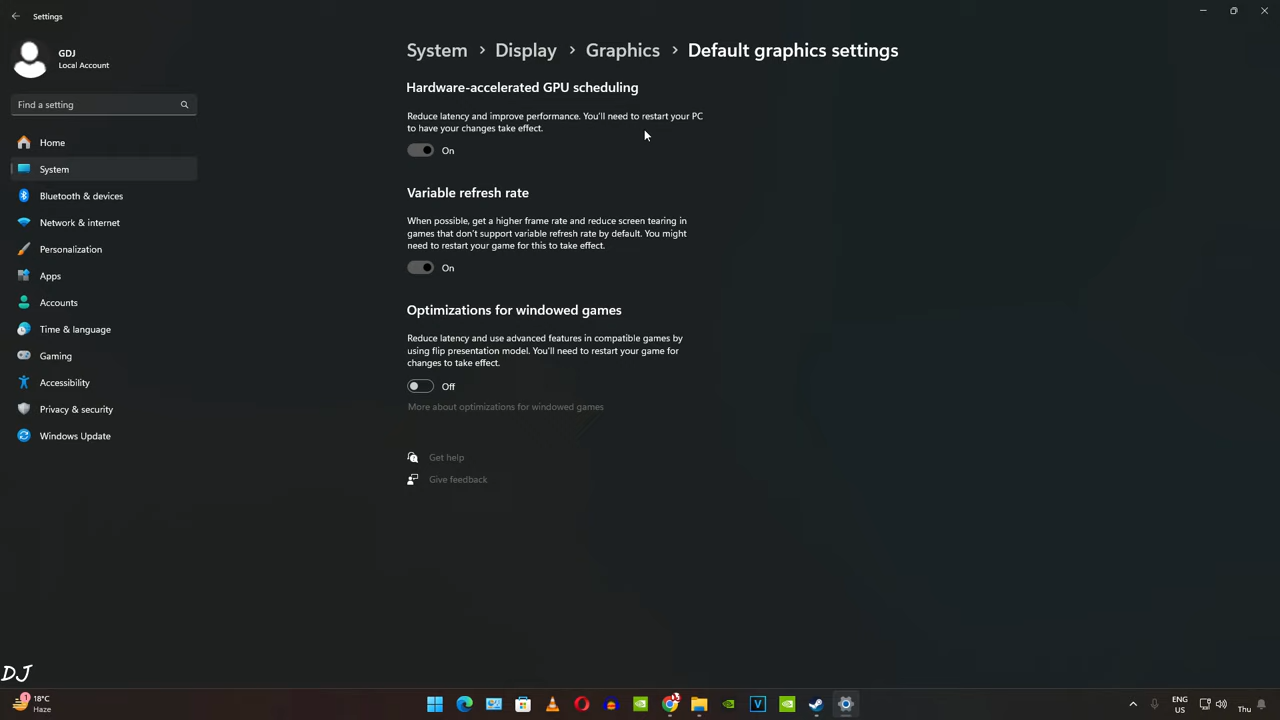 Settings
GDJ
Local Account
Find a setting
Home
System
Bluetooth & devices
Network & internet
Personalization
Apps
Accounts
Time & language
Gaming
Accessibility
Privacy & security
Windows Update
System > Display > Graphics > Default graphics settings
Hardware-accelerated GPU scheduling
Reduce latency and improve performance. You'll need to restart your PC
to have your changes take effect.
On
Variable refresh rate
When possible, get a higher frame rate and reduce screen tearing in
games that don't support variable refresh rate by default. You might
need to restart your game for this to take effect.
On
Optimizations for windowed games
Reduce latency and use advanced features in compatible games by
using flip presentation model. You'll need to restart your game for
changes to take effect.
Off
More about optimizations for windowed games
Get help
Give feedback
DJ
1
18°C
Haze
V
ENG
US
Thu